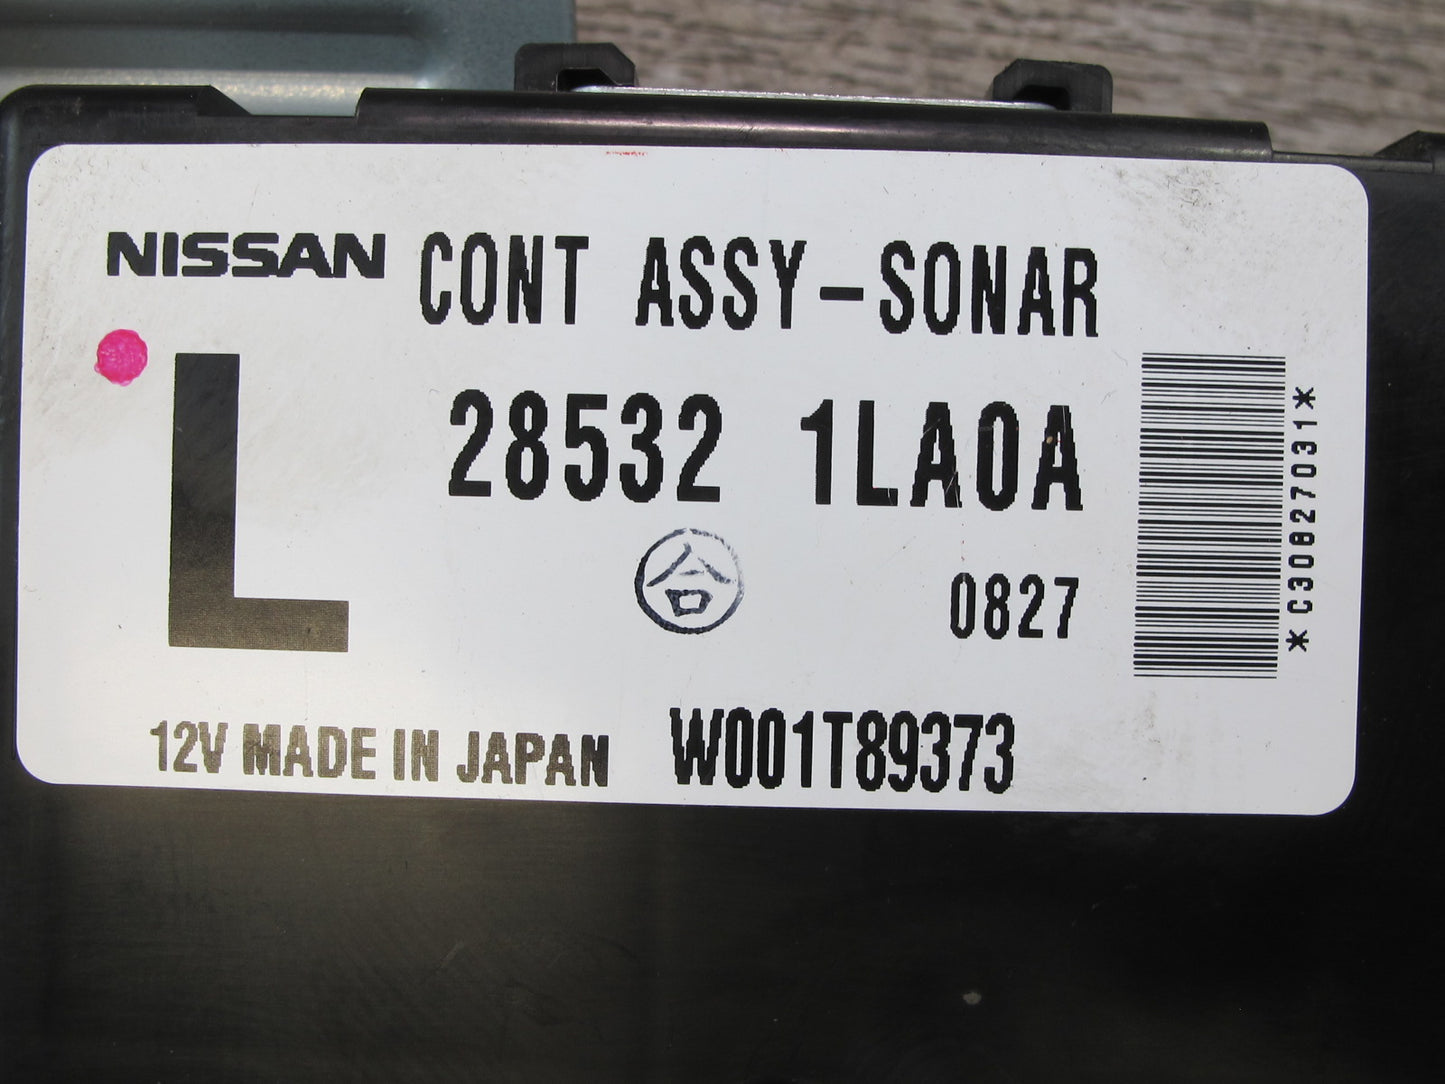 NISSAN CONT ASSY-SONAR
L
28532 1LA0A
合
0827
*C30827031*
12V MADE IN JAPAN W001T89373